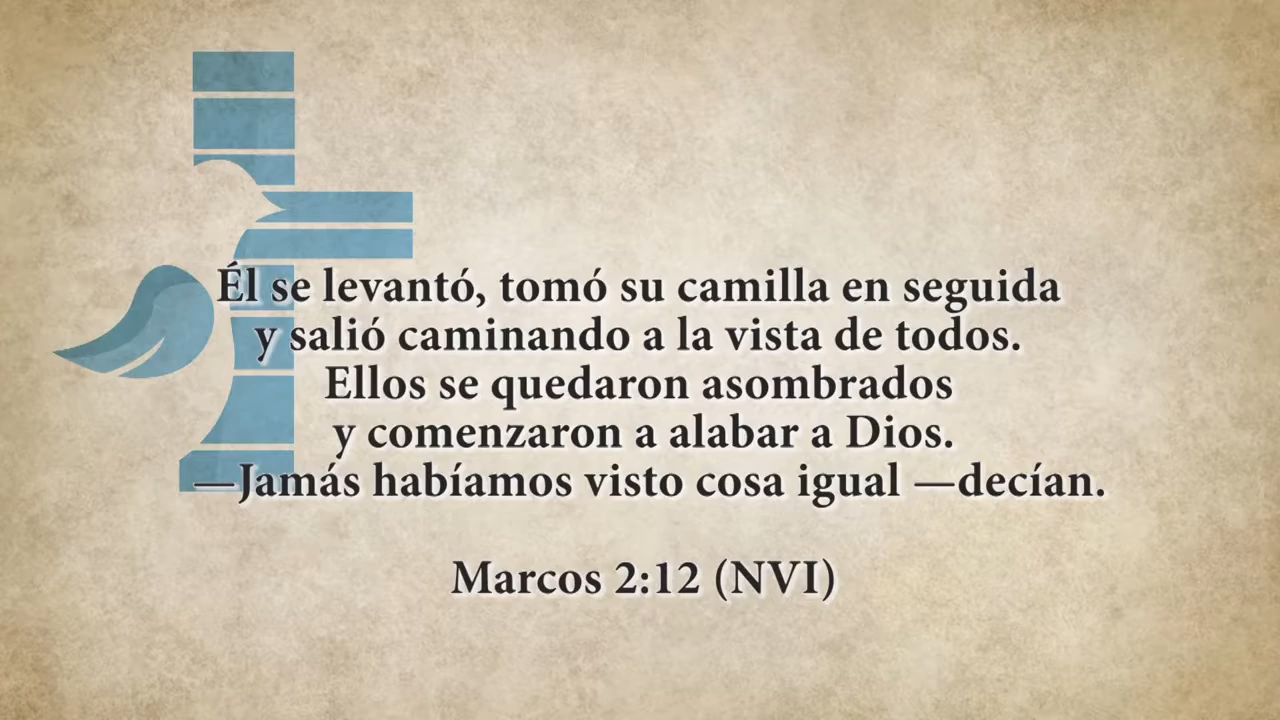 Él se levantó, tomó su camilla en seguida
y salió caminando a la vista de todos.
Ellos se quedaron asombrados
y comenzaron a alabar a Dios.
—Jamás habíamos visto cosa igual —decían.
Marcos 2:12 (NVI)